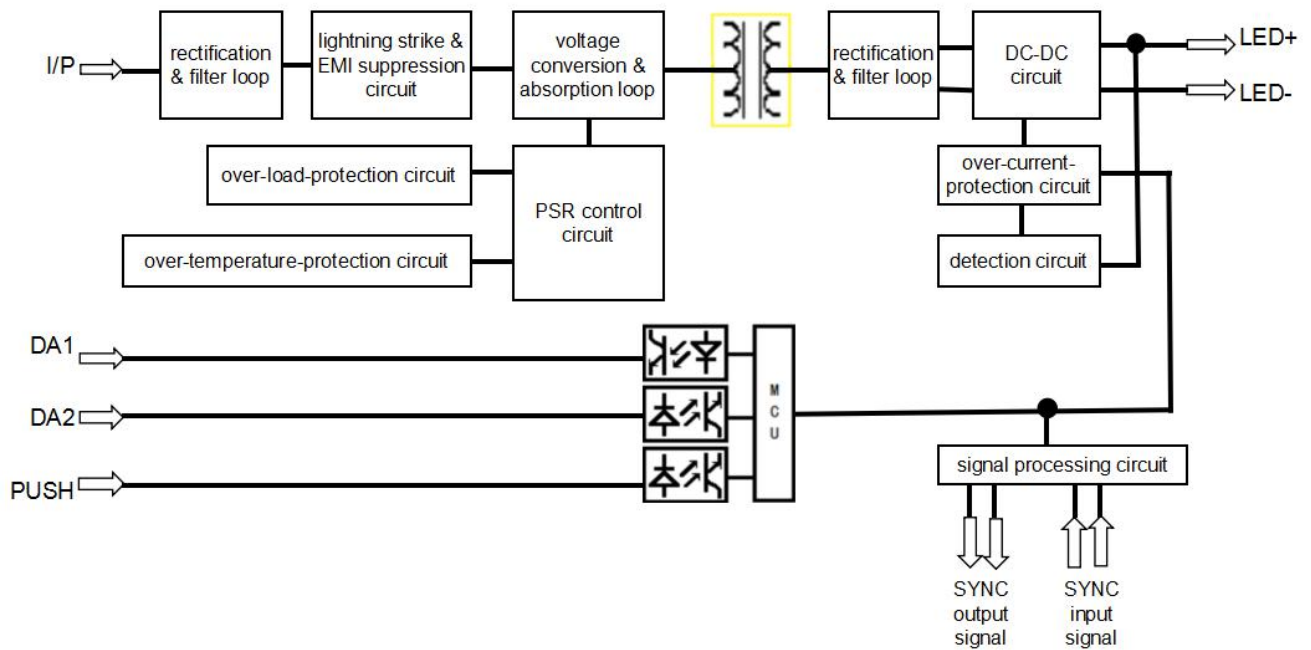 I/P
rectification
& filter loop
lightning strike &
EMI suppression
circuit
voltage
conversion &
absorption loop
rectification
& filter loop
DC-DC
circuit
LED+
LED-
over-load-protection circuit
PSR control
circuit
over-temperature-protection circuit
over-current-
protection circuit
detection circuit
DA1
DA2
PUSH
M
C
U
signal processing circuit
SYNC
output
signal
SYNC
input
signal